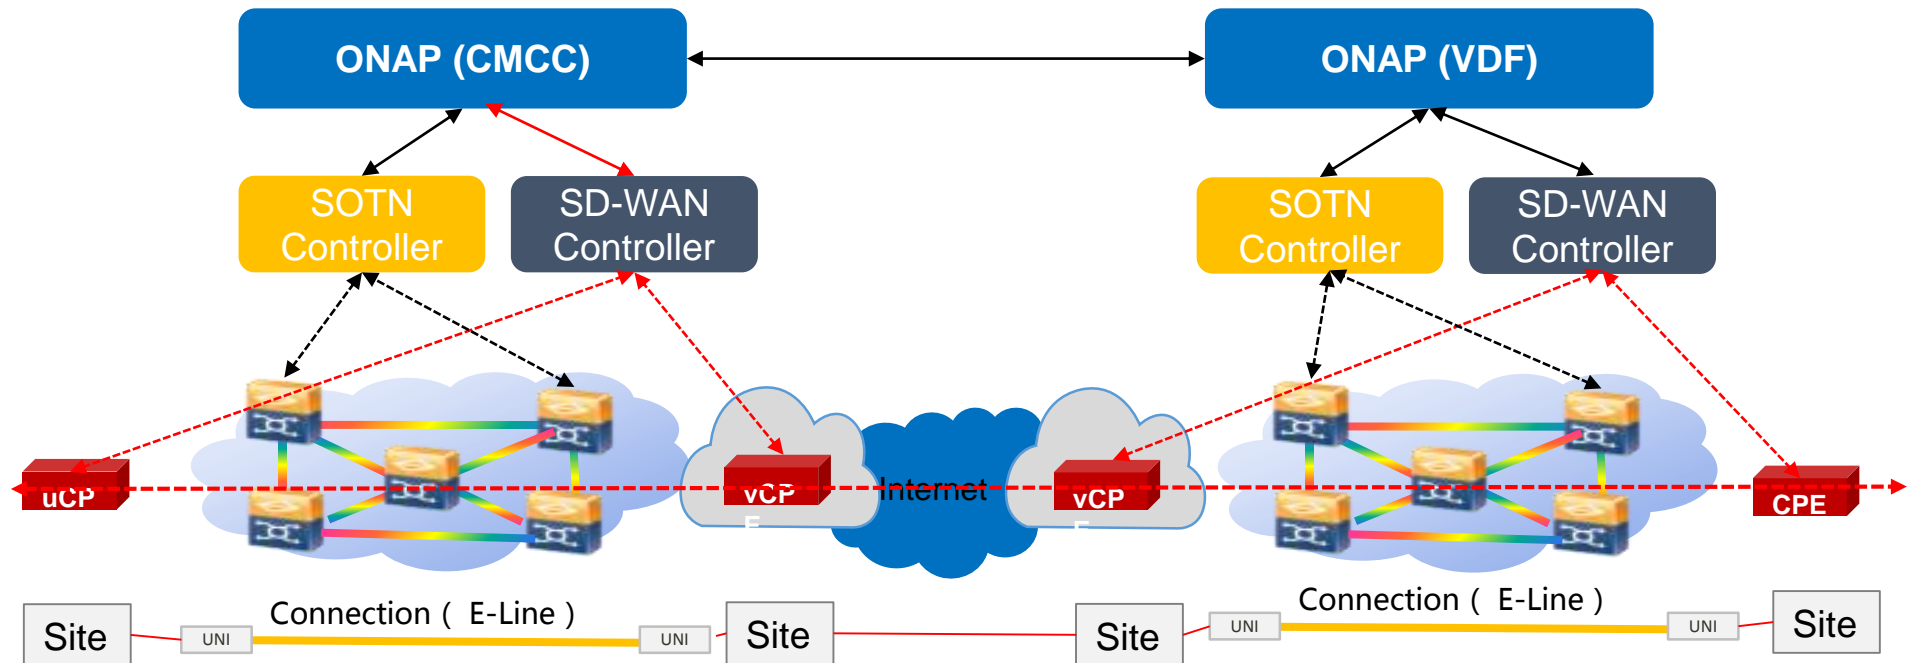 ONAP (CMCC)
ONAP (VDF)
SOTN
Controller
SD-WAN
Controller
SOTN
Controller
SD-WAN
Controller
uCP
vCP
E
Internet
vCP
E
CPE
Connection ( E-Line )
Connection ( E-Line )
Site
UNI
UNI
Site
Site
UNI
UNI
Site